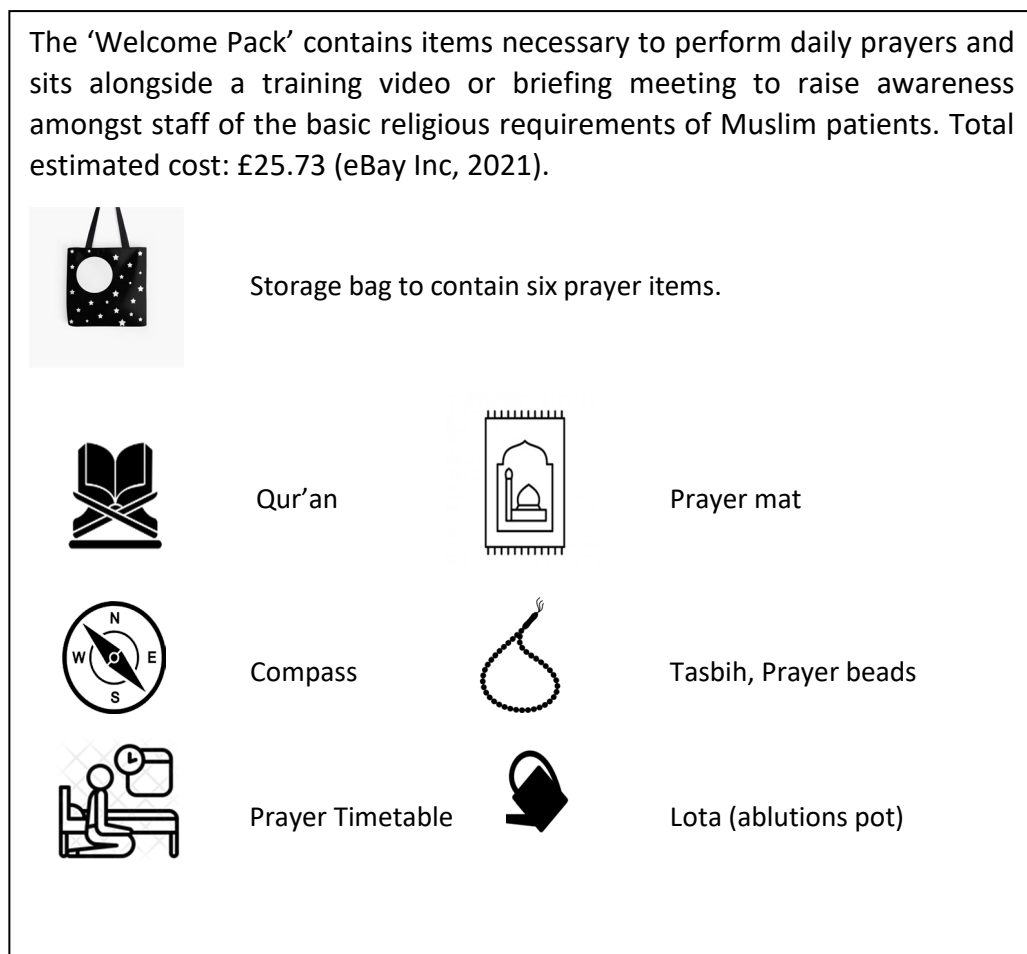 The ‘Welcome Pack’ contains items necessary to perform daily prayers and
sits alongside a training video or briefing meeting to raise awareness
amongst staff of the basic religious requirements of Muslim patients. Total
estimated cost: £25.73 (eBay Inc, 2021).
Storage bag to contain six prayer items.
Qur’an
Prayer mat
N
W E
S
Compass
Tasbih, Prayer beads
Prayer Timetable
Lota (ablutions pot)